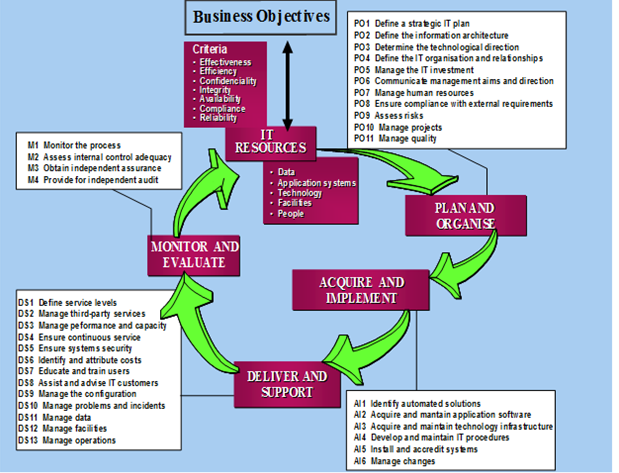 Business Objectives
Criteria
• Effectiveness
• Efficiency
• Confidenciality
• Integrity
• Availability
• Compliance
• Reliability
IT
RESOURCES
• Data
• Application systems
• Technology
• Facilities
• People
PO1 Define a strategic IT plan
PO2 Define the information architecture
PO3 Determine the technological direction
PO4 Define the IT organisation and relationships
PO5 Manage the IT investment
PO6 Communicate management aims and direction
PO7 Manage human resources
PO8 Ensure compliance with external requirements
PO9 Assess risks
PO10 Manage projects
PO11 Manage quality
PLAN AND
ORGANISE
M1 Monitor the process
M2 Assess internal control adequacy
M3 Obtain independent assurance
M4 Provide for independent audit
MONITOR AND
EVALUATE
ACQUIRE AND
IMPLEMENT
DS1 Define service levels
DS2 Manage third-party services
DS3 Manage peformance and capacity
DS4 Ensure continuous service
DS5 Ensure systems security
DS6 Identify and attribute costs
DS7 Educate and train users
DS8 Assist and advise IT customers
DS9 Manage the configuration
DS10 Manage problems and incidents
DS11 Manage data
DS12 Manage facilities
DS13 Manage operations
DELIVER AND
SUPPORT
AI1 Identify automated solutions
AI2 Acquire and mantain application software
AI3 Acquire and maintain technology infrastructure
AI4 Develop and maintain IT procedures
AI5 Install and accredit systems
AI6 Manage changes